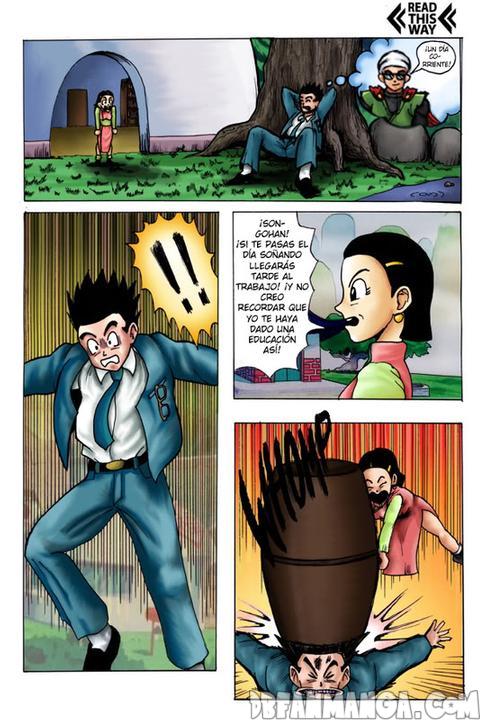 READ
THIS
WAY
¡UN DÍA
CO-
RRIENTE!
!!
¡SON-
GOHAN!
¡SI TE PASAS EL
DÍA SOÑANDO
LLEGARÁS
TARDE AL
TRABAJO! ¡Y NO
CREO
RECORDAR QUE
YO TE HAYA
DADO UNA
EDUCACIÓN
ASÍ!
WHOMP
DBFANMANGA.COM